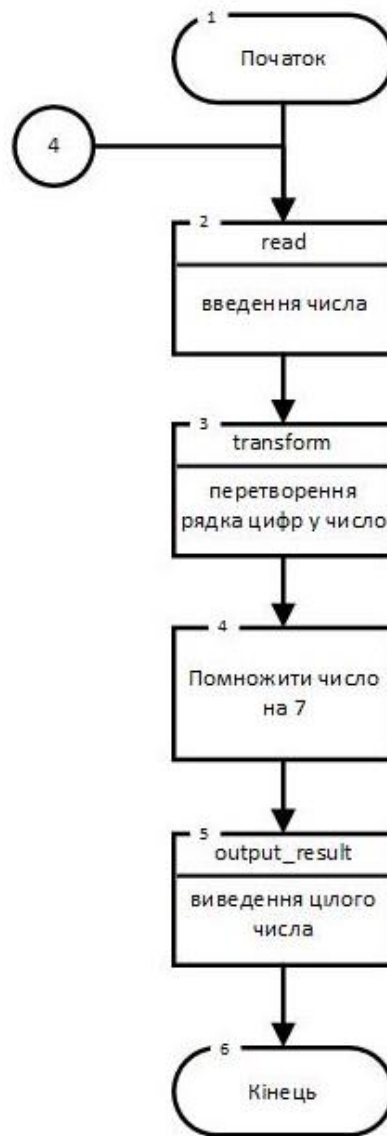 1
Початок
4
2
read
введення числа
3
transform
перетворення
рядка цифр у число
4
Помножити число
на 7
5
output_result
виведення цілого
числа
6
Кінець